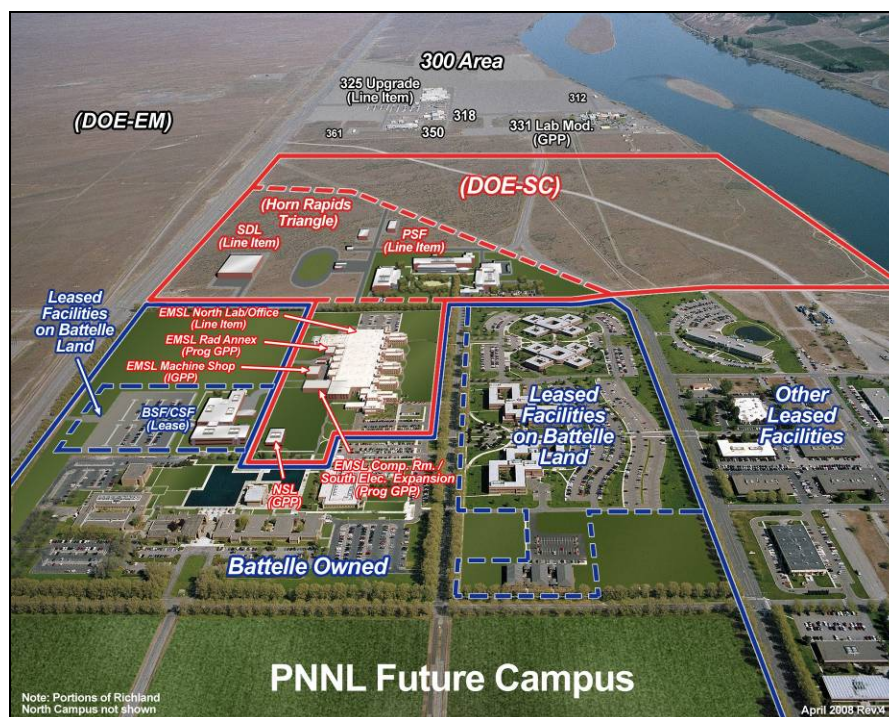 300 Area
325 Upgrade
(Line Item)
(DOE-EM)
312
318
361
350
331 Lab Mod.
(GPP)
(DOE-SC)
(Horn Rapids
Triangle)
SDL
(Line Item)
PSF
(Line Item)
Leased
Facilities
on Battelle
Land
EMSL North Lab/Office
(Line Item)
EMSL Rad Annex
(Prog GPP)
EMSL Machine Shop
(IGPP)
BSF/CSF
(Lease)
Leased Facilities
on Battelle
Land
Other
Leased
Facilities
EMSL Comp. Rm. /
South Elec. Expansion
(Prog GPP)
NSL
(GPP)
Battelle Owned
PNNL Future Campus
Note: Portions of Richland
North Campus not shown
April 2008 Rev.4